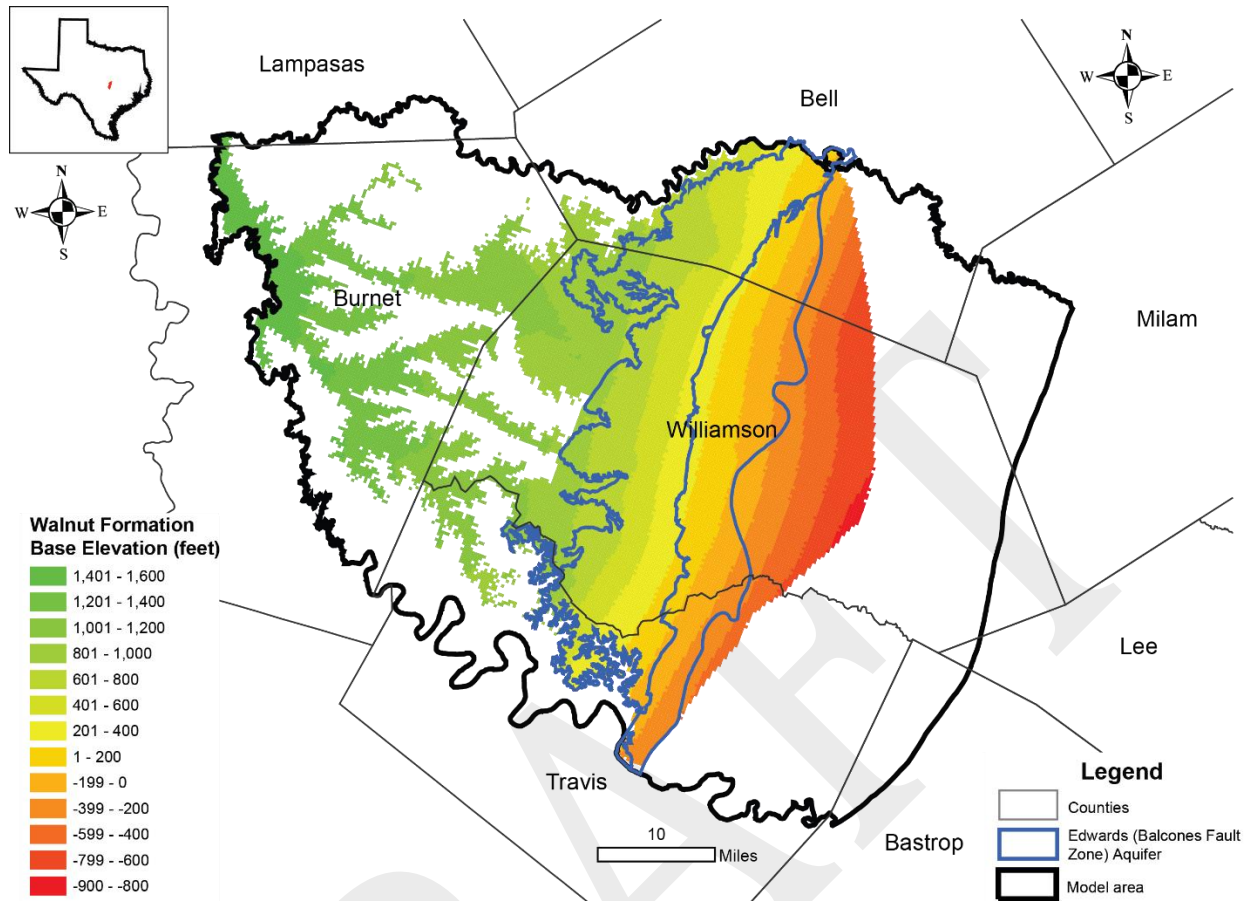 Lampasas
Bell
N
W E
S
N
W E
S
Burnet
Milam
Williamson
Walnut Formation
Base Elevation (feet)
1,401 - 1,600
1,201 - 1,400
1,001 - 1,200
801 - 1,000
601 - 800
401 - 600
201 - 400
1 - 200
-199 - 0
-399 - -200
-599 - -400
-799 - -600
-900 - -800
Lee
Travis
Bastrop
10
Miles
Legend
Counties
Edwards (Balcones Fault
Zone) Aquifer
Model area
DRAFT